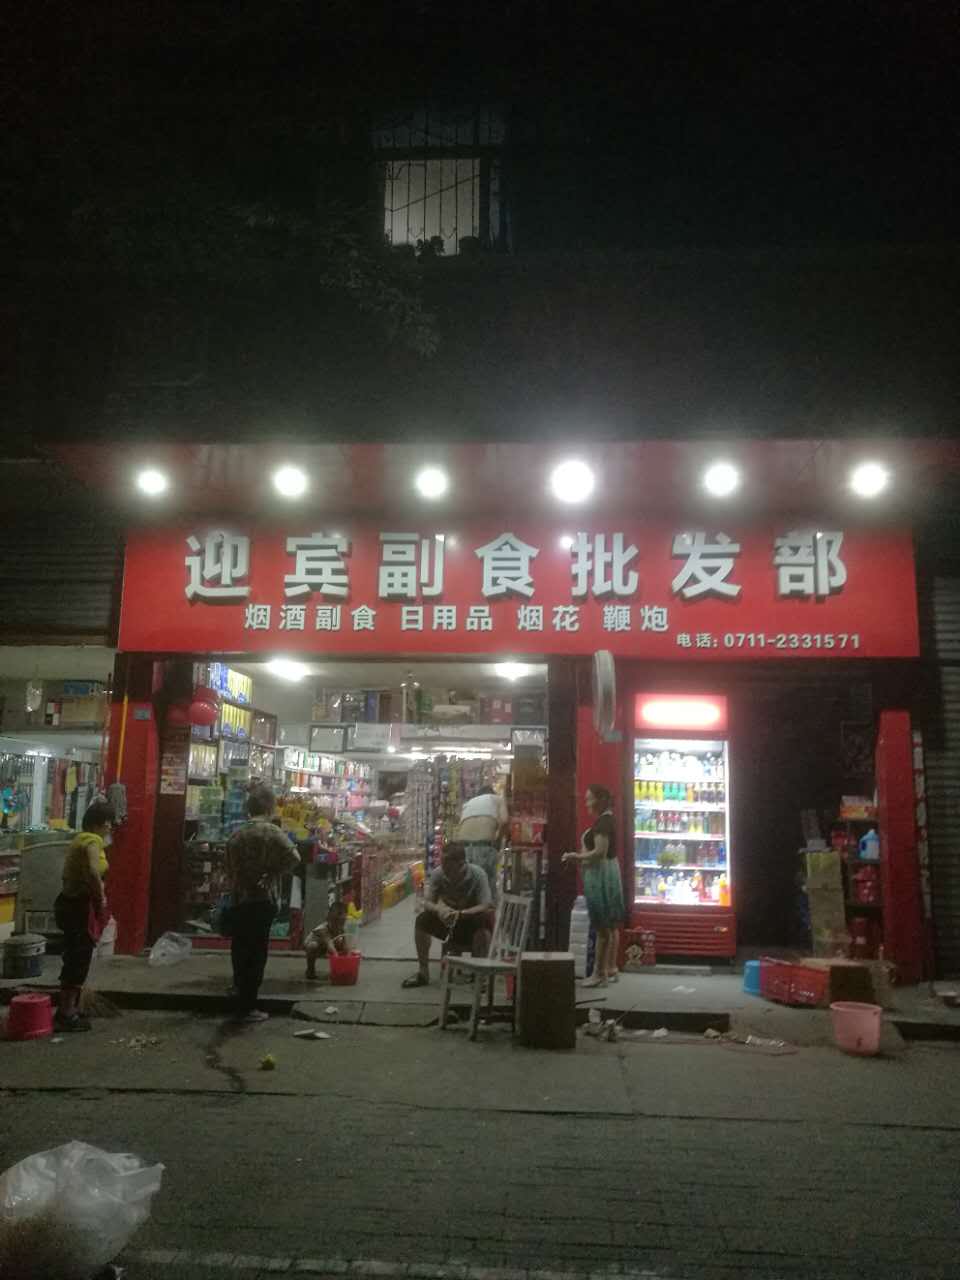 迎宾副食批发部
烟酒副食 日用品 烟花 鞭炮
电话：0711-2331571